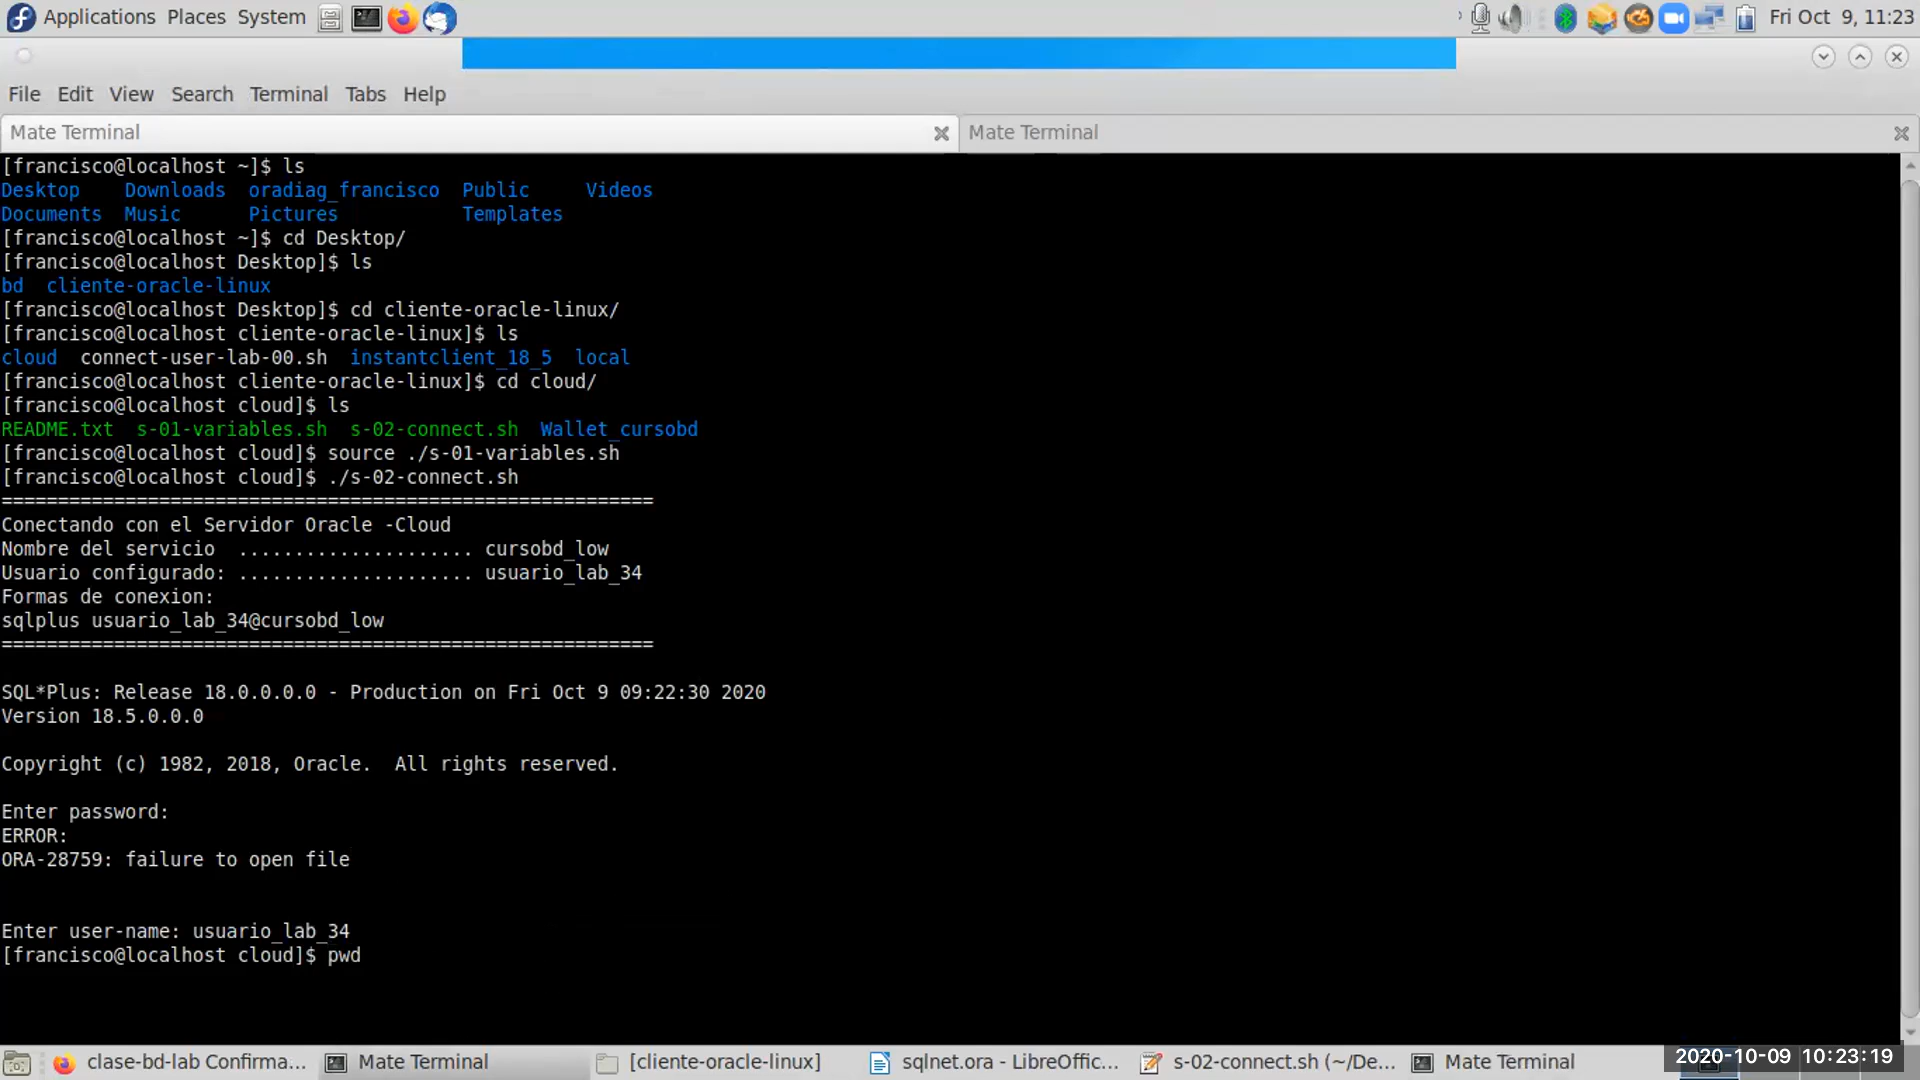 Applications Places System
Fri Oct 9, 11:23
File Edit View Search Terminal Tabs Help
Mate Terminal
Mate Terminal
[francisco@localhost ~]$ ls
Desktop Downloads oradiag_francisco Public Videos
Documents Music Pictures Templates
[francisco@localhost ~]$ cd Desktop/
[francisco@localhost Desktop]$ ls
bd cliente-oracle-linux
[francisco@localhost Desktop]$ cd cliente-oracle-linux/
[francisco@localhost cliente-oracle-linux]$ ls
cloud connect-user-lab-00.sh instantclient_18_5 local
[francisco@localhost cliente-oracle-linux]$ cd cloud/
[francisco@localhost cloud]$ ls
README.txt s-01-variables.sh s-02-connect.sh Wallet_cursobd
[francisco@localhost cloud]$ source ./s-01-variables.sh
[francisco@localhost cloud]$ ./s-02-connect.sh
==========================================================
Conectando con el Servidor Oracle -Cloud
Nombre del servicio ..................... cursobd_low
Usuario configurado: ..................... usuario_lab_34
Formas de conexion:
sqlplus usuario_lab_34@cursobd_low
==========================================================
SQL*Plus: Release 18.0.0.0.0 - Production on Fri Oct 9 09:22:30 2020
Version 18.5.0.0.0
Copyright (c) 1982, 2018, Oracle. All rights reserved.
Enter password:
ERROR:
ORA-28759: failure to open file
Enter user-name: usuario_lab_34
[francisco@localhost cloud]$ pwd
clase-bd-lab Confirma...
Mate Terminal
[cliente-oracle-linux]
sqlnet.ora - LibreOffic...
s-02-connect.sh (~/De...
Mate Terminal
2020-10-09 10:23:19